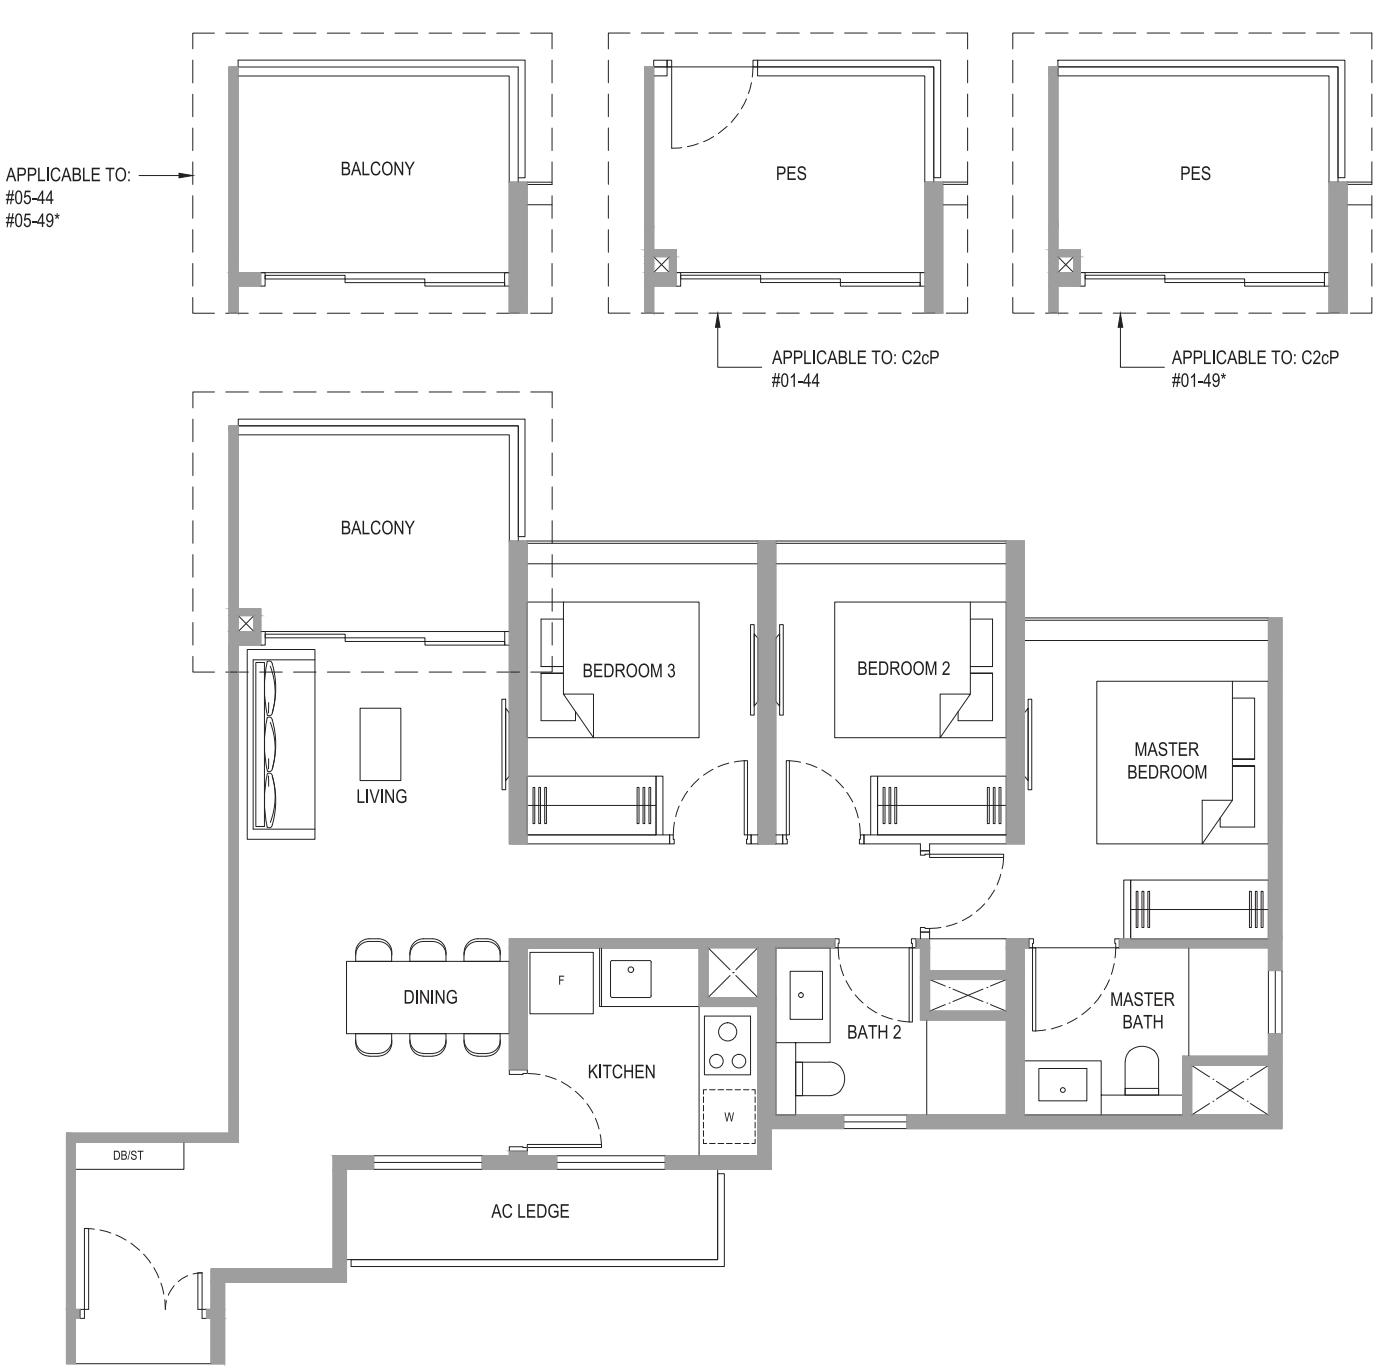 BALCONY
APPLICABLE TO:
#05-44
#05-49*
PES
APPLICABLE TO: C2cP
#01-44
PES
APPLICABLE TO: C2cP
#01-49*
BALCONY
BEDROOM 3
BEDROOM 2
MASTER
BEDROOM
LIVING
DINING
F
KITCHEN
W
BATH 2
MASTER
BATH
DB/ST
AC LEDGE